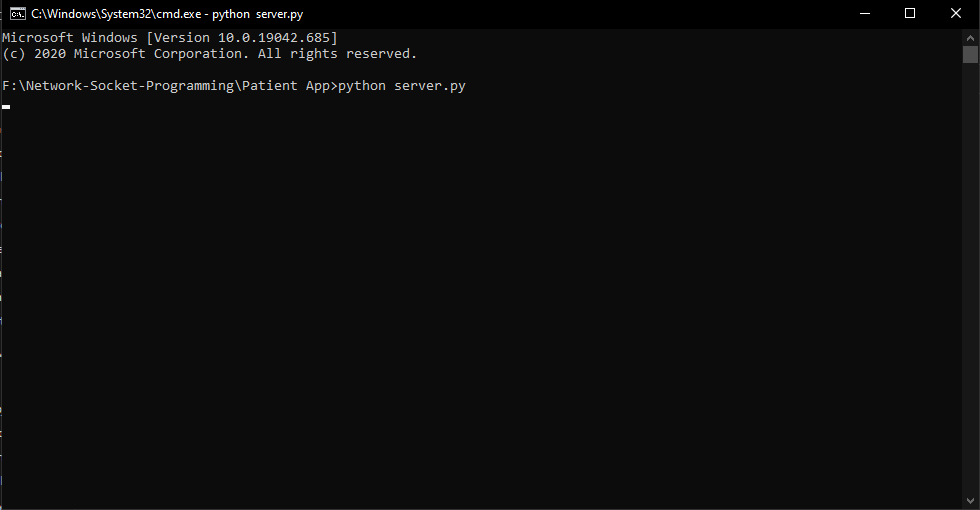 C:\Windows\System32\cmd.exe - python  server.py
Microsoft Windows [Version 10.0.19042.685]
(c) 2020 Microsoft Corporation. All rights reserved.
F:\Network-Socket-Programming\Patient App>python server.py